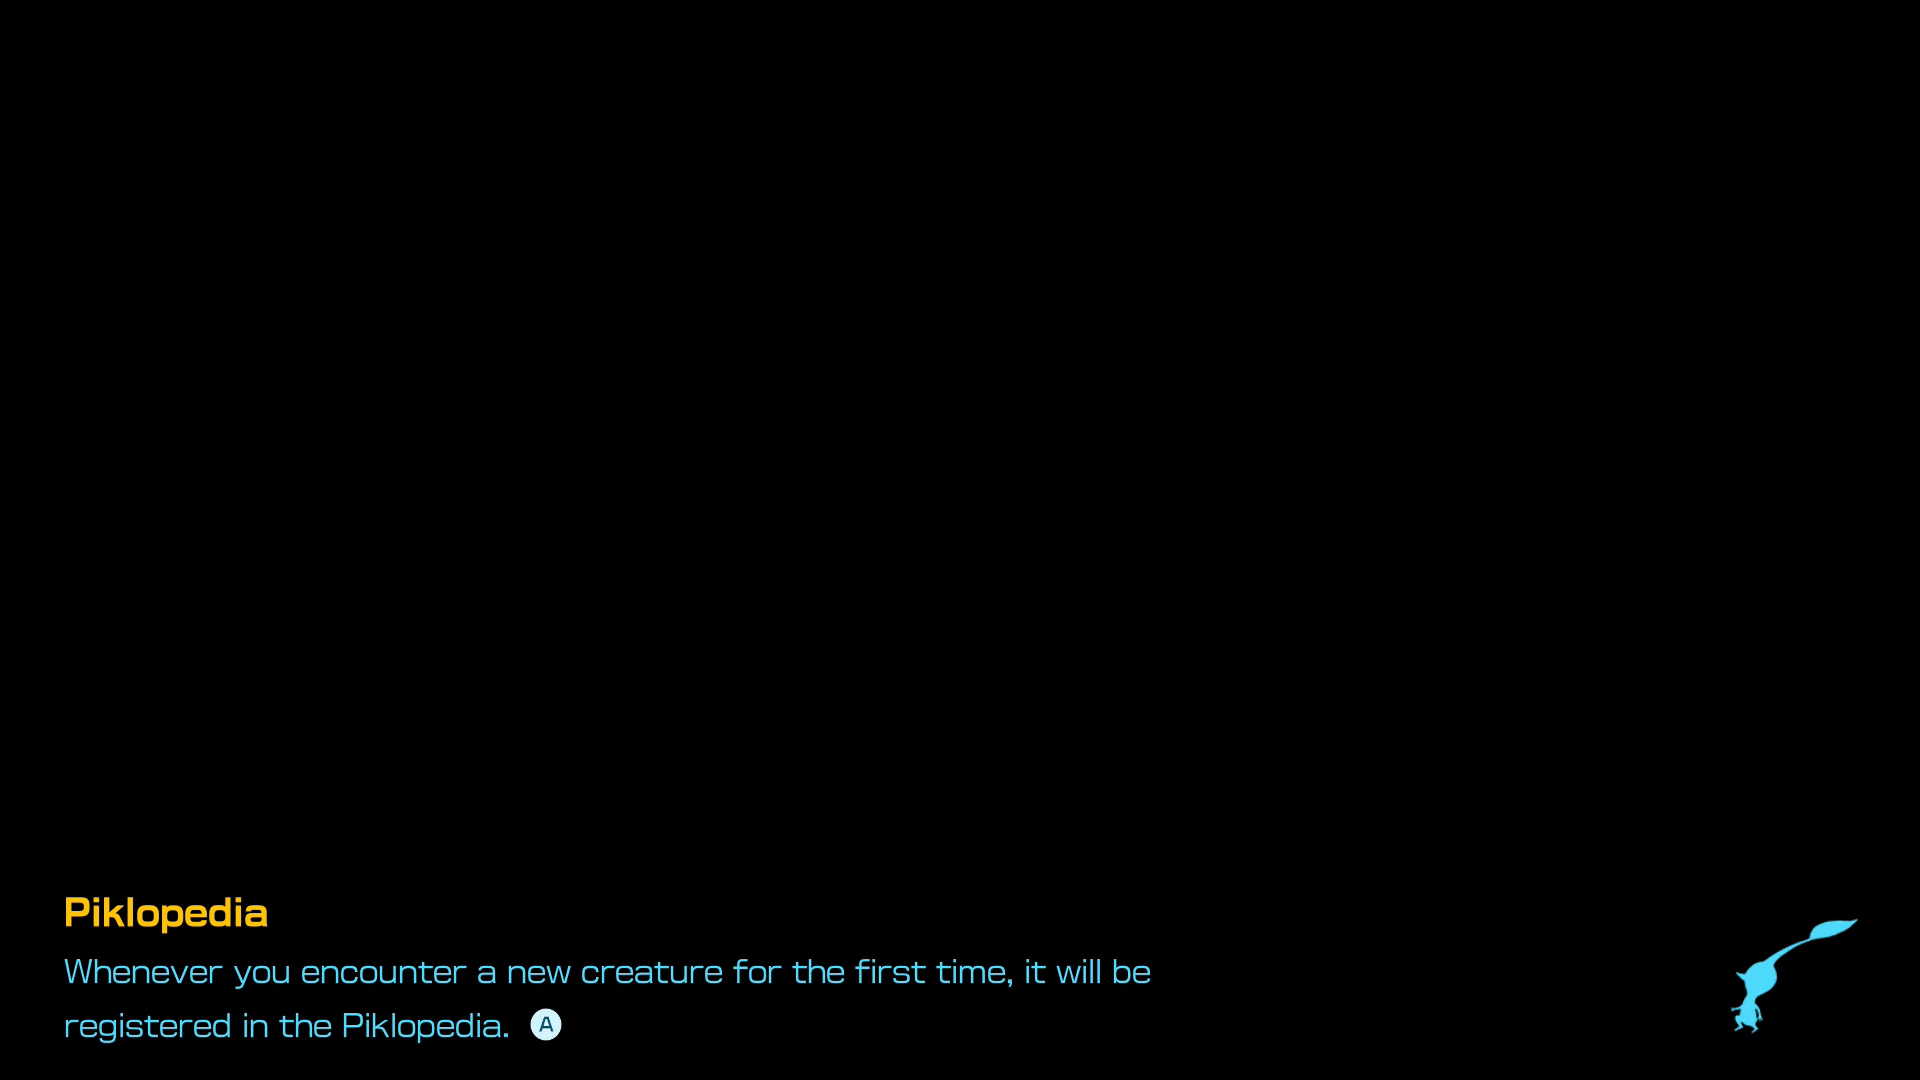 Piklopedia
Whenever you encounter a new creature for the first time, it will be
registered in the Piklopedia. A